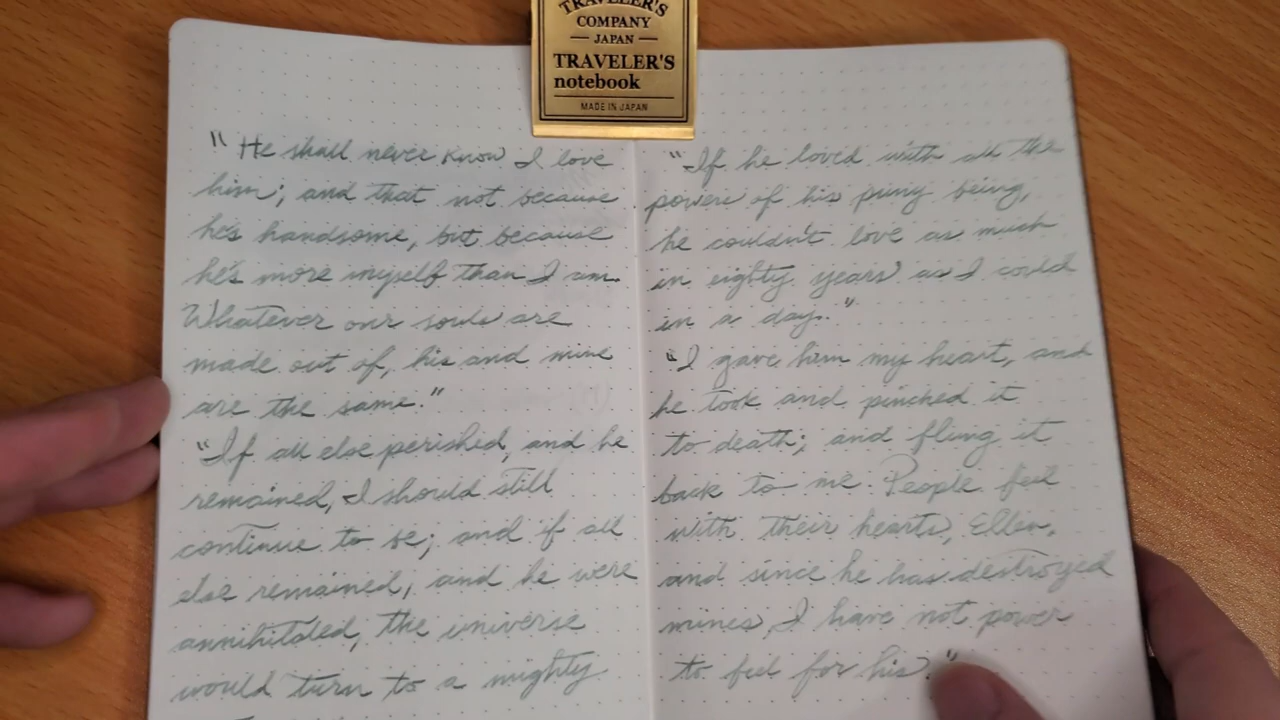 TRAVELER'S
COMPANY
JAPAN
TRAVELER'S
notebook
MADE IN JAPAN
"He shall never know I love
him; and that not because
he's handsome, but because
he's more myself than I am.
Whatever our souls are
made out of, his and mine
are the same."
"If all else perished, and he
remained, I should still
continue to be; and if all
else remained, and he were
annihilated, the universe
would turn to a mighty
"If he loved with all the
powers of his puny being,
he couldn't love as much
in eighty years as I could
in a day."
"I gave him my heart, and
he took and pinched it
to death; and flung it
back to me. People feel
with their hearts, Ellen,
and since he has destroyed
mines, I have not power
to feel for his."